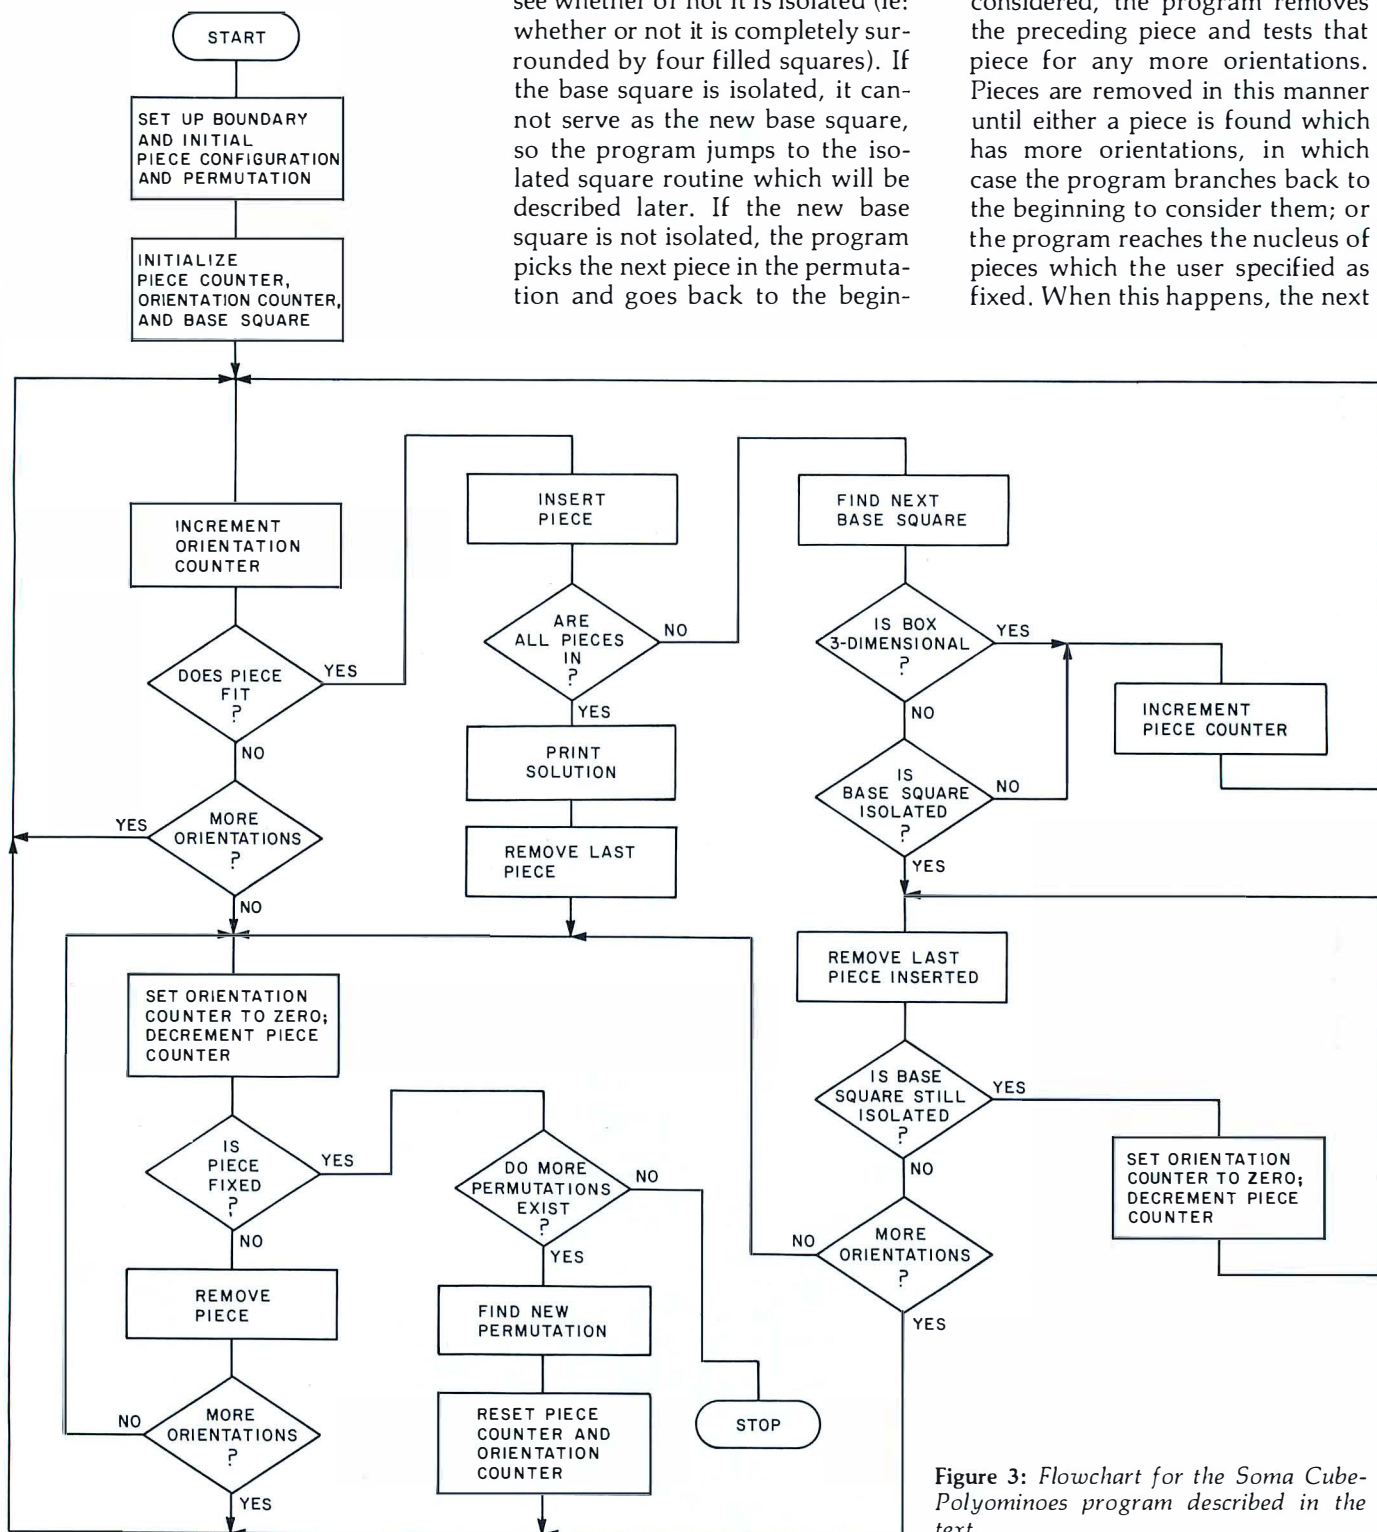 see whether or not it is isolated (ie:
whether or not it is completely sur-
rounded by four filled squares). If
the base square is isolated, it can-
not serve as the new base square,
so the program jumps to the iso-
lated square routine which will be
described later. If the new base
square is not isolated, the program
picks the next piece in the permuta-
tion and goes back to the begin-
considered, the program removes
the preceding piece and tests that
piece for any more orientations.
Pieces are removed in this manner
until either a piece is found which
has more orientations, in which
case the program branches back to
the beginning to consider them; or
the program reaches the nucleus of
pieces which the user specified as
fixed. When this happens, the next
START
SET UP BOUNDARY
AND INITIAL
PIECE CONFIGURATION
AND PERMUTATION
INITIALIZE
PIECE COUNTER,
ORIENTATION COUNTER,
AND BASE SQUARE
INCREMENT
ORIENTATION
COUNTER
DOES PIECE
FIT
?
YES
NO
MORE
ORIENTATIONS
?
YES
NO
INSERT
PIECE
ARE
ALL PIECES
IN
?
NO
YES
PRINT
SOLUTION
REMOVE LAST
PIECE
FIND NEXT
BASE SQUARE
IS BOX
3-DIMENSIONAL
?
YES
NO
INCREMENT
PIECE COUNTER
IS
BASE SQUARE
ISOLATED
?
NO
YES
REMOVE LAST
PIECE INSERTED
IS BASE
SQUARE STILL
ISOLATED
?
YES
NO
SET ORIENTATION
COUNTER TO ZERO;
DECREMENT PIECE
COUNTER
MORE
ORIENTATIONS
?
NO
YES
SET ORIENTATION
COUNTER TO ZERO;
DECREMENT PIECE
COUNTER
IS
PIECE
FIXED
?
YES
NO
REMOVE
PIECE
MORE
ORIENTATIONS
?
NO
YES
DO MORE
PERMUTATIONS
EXIST
?
NO
YES
FIND NEW
PERMUTATION
RESET PIECE
COUNTER AND
ORIENTATION
COUNTER
STOP
Figure 3: Flowchart for the Soma Cube-
Polyominoes program described in the
text.